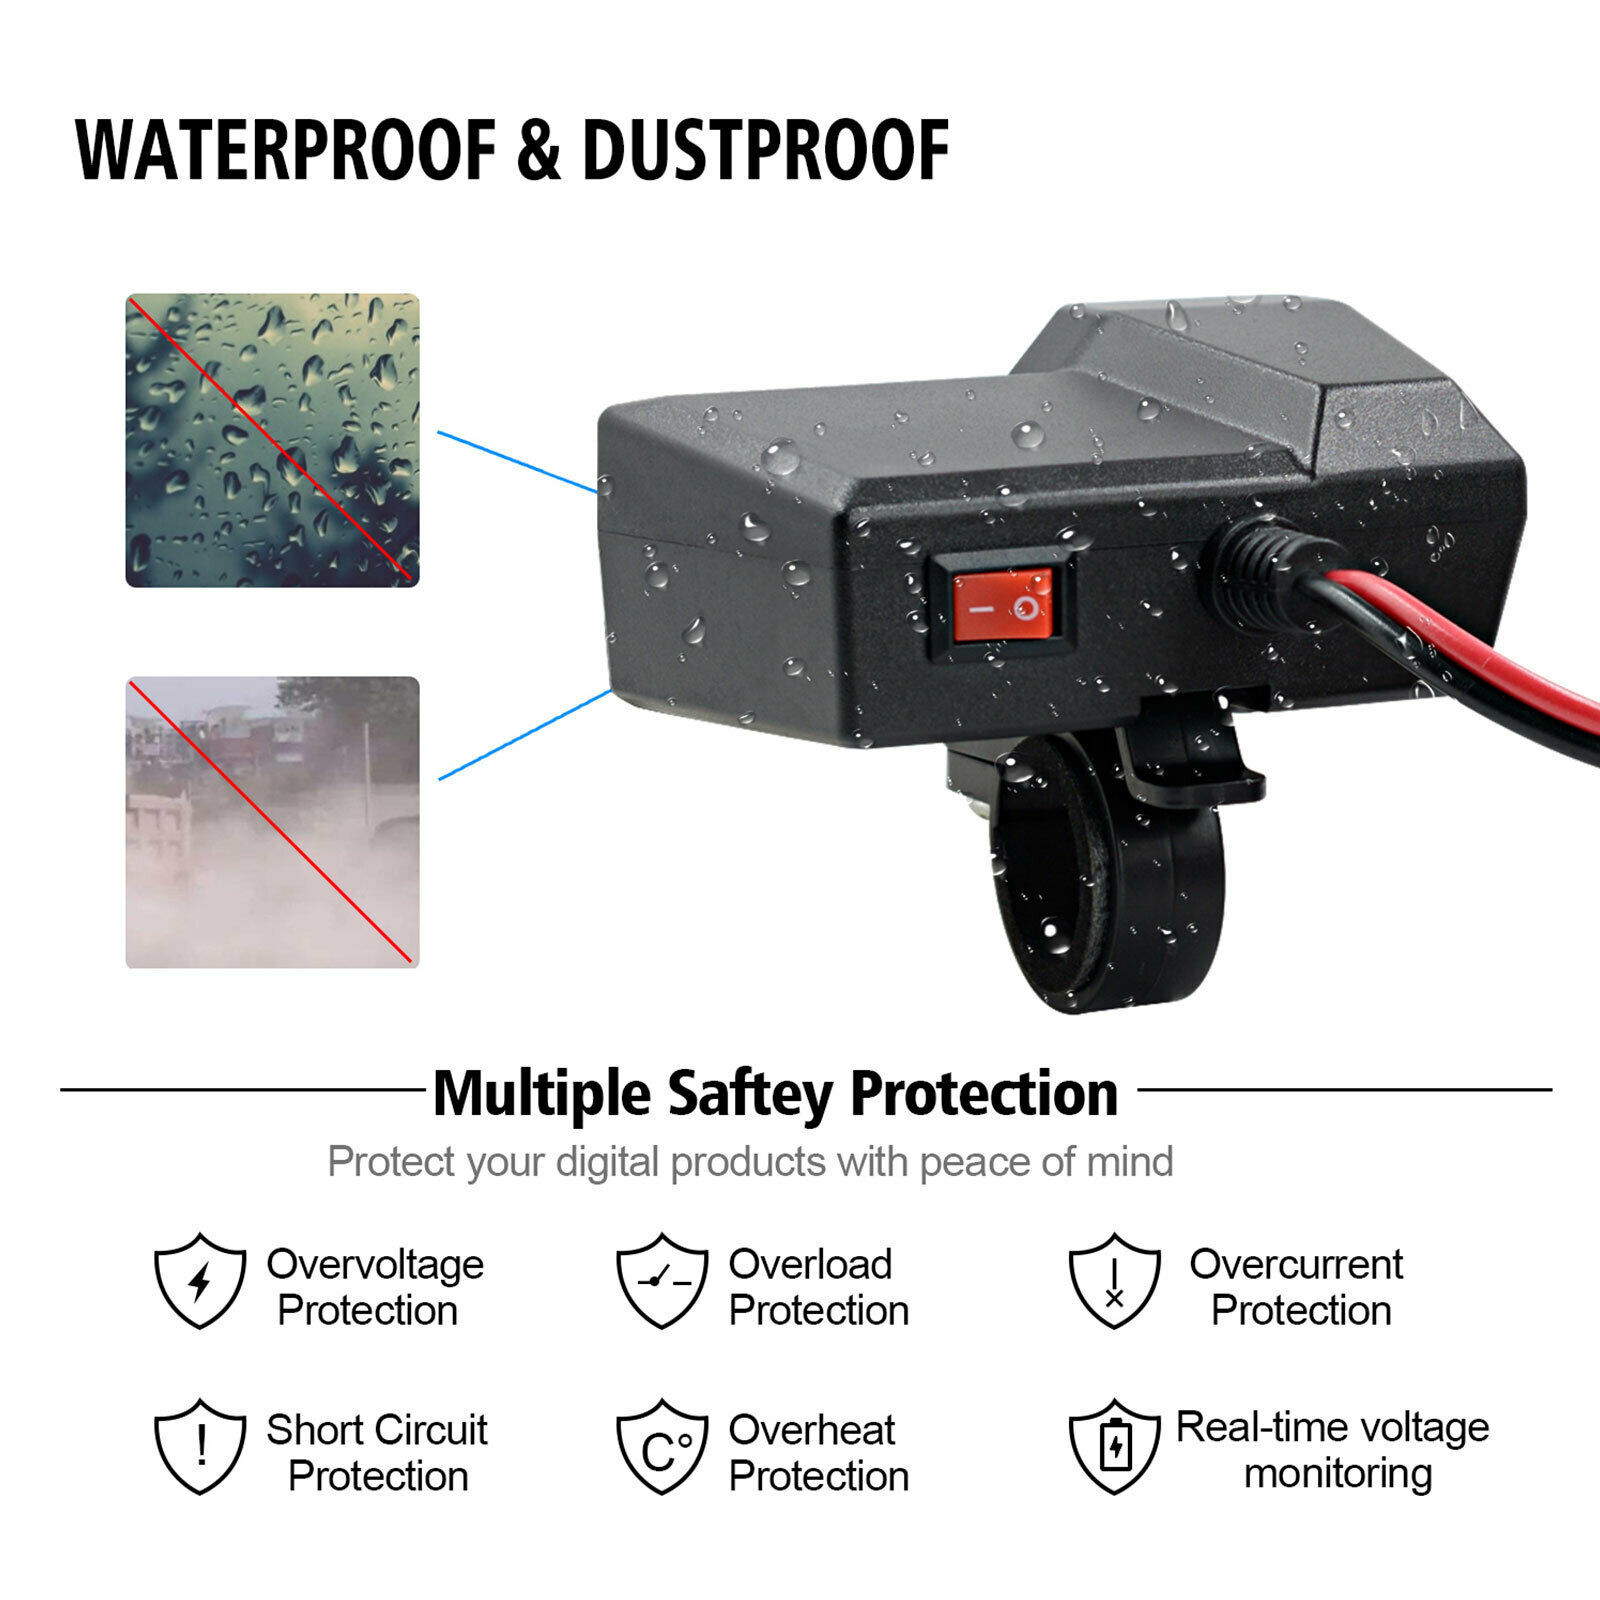 WATERPROOF & DUSTPROOF
Multiple Saftey Protection
Protect your digital products with peace of mind
Overvoltage
Protection
Overload
Protection
Overcurrent
Protection
Short Circuit
Protection
C° Overheat
Protection
Real-time voltage
monitoring